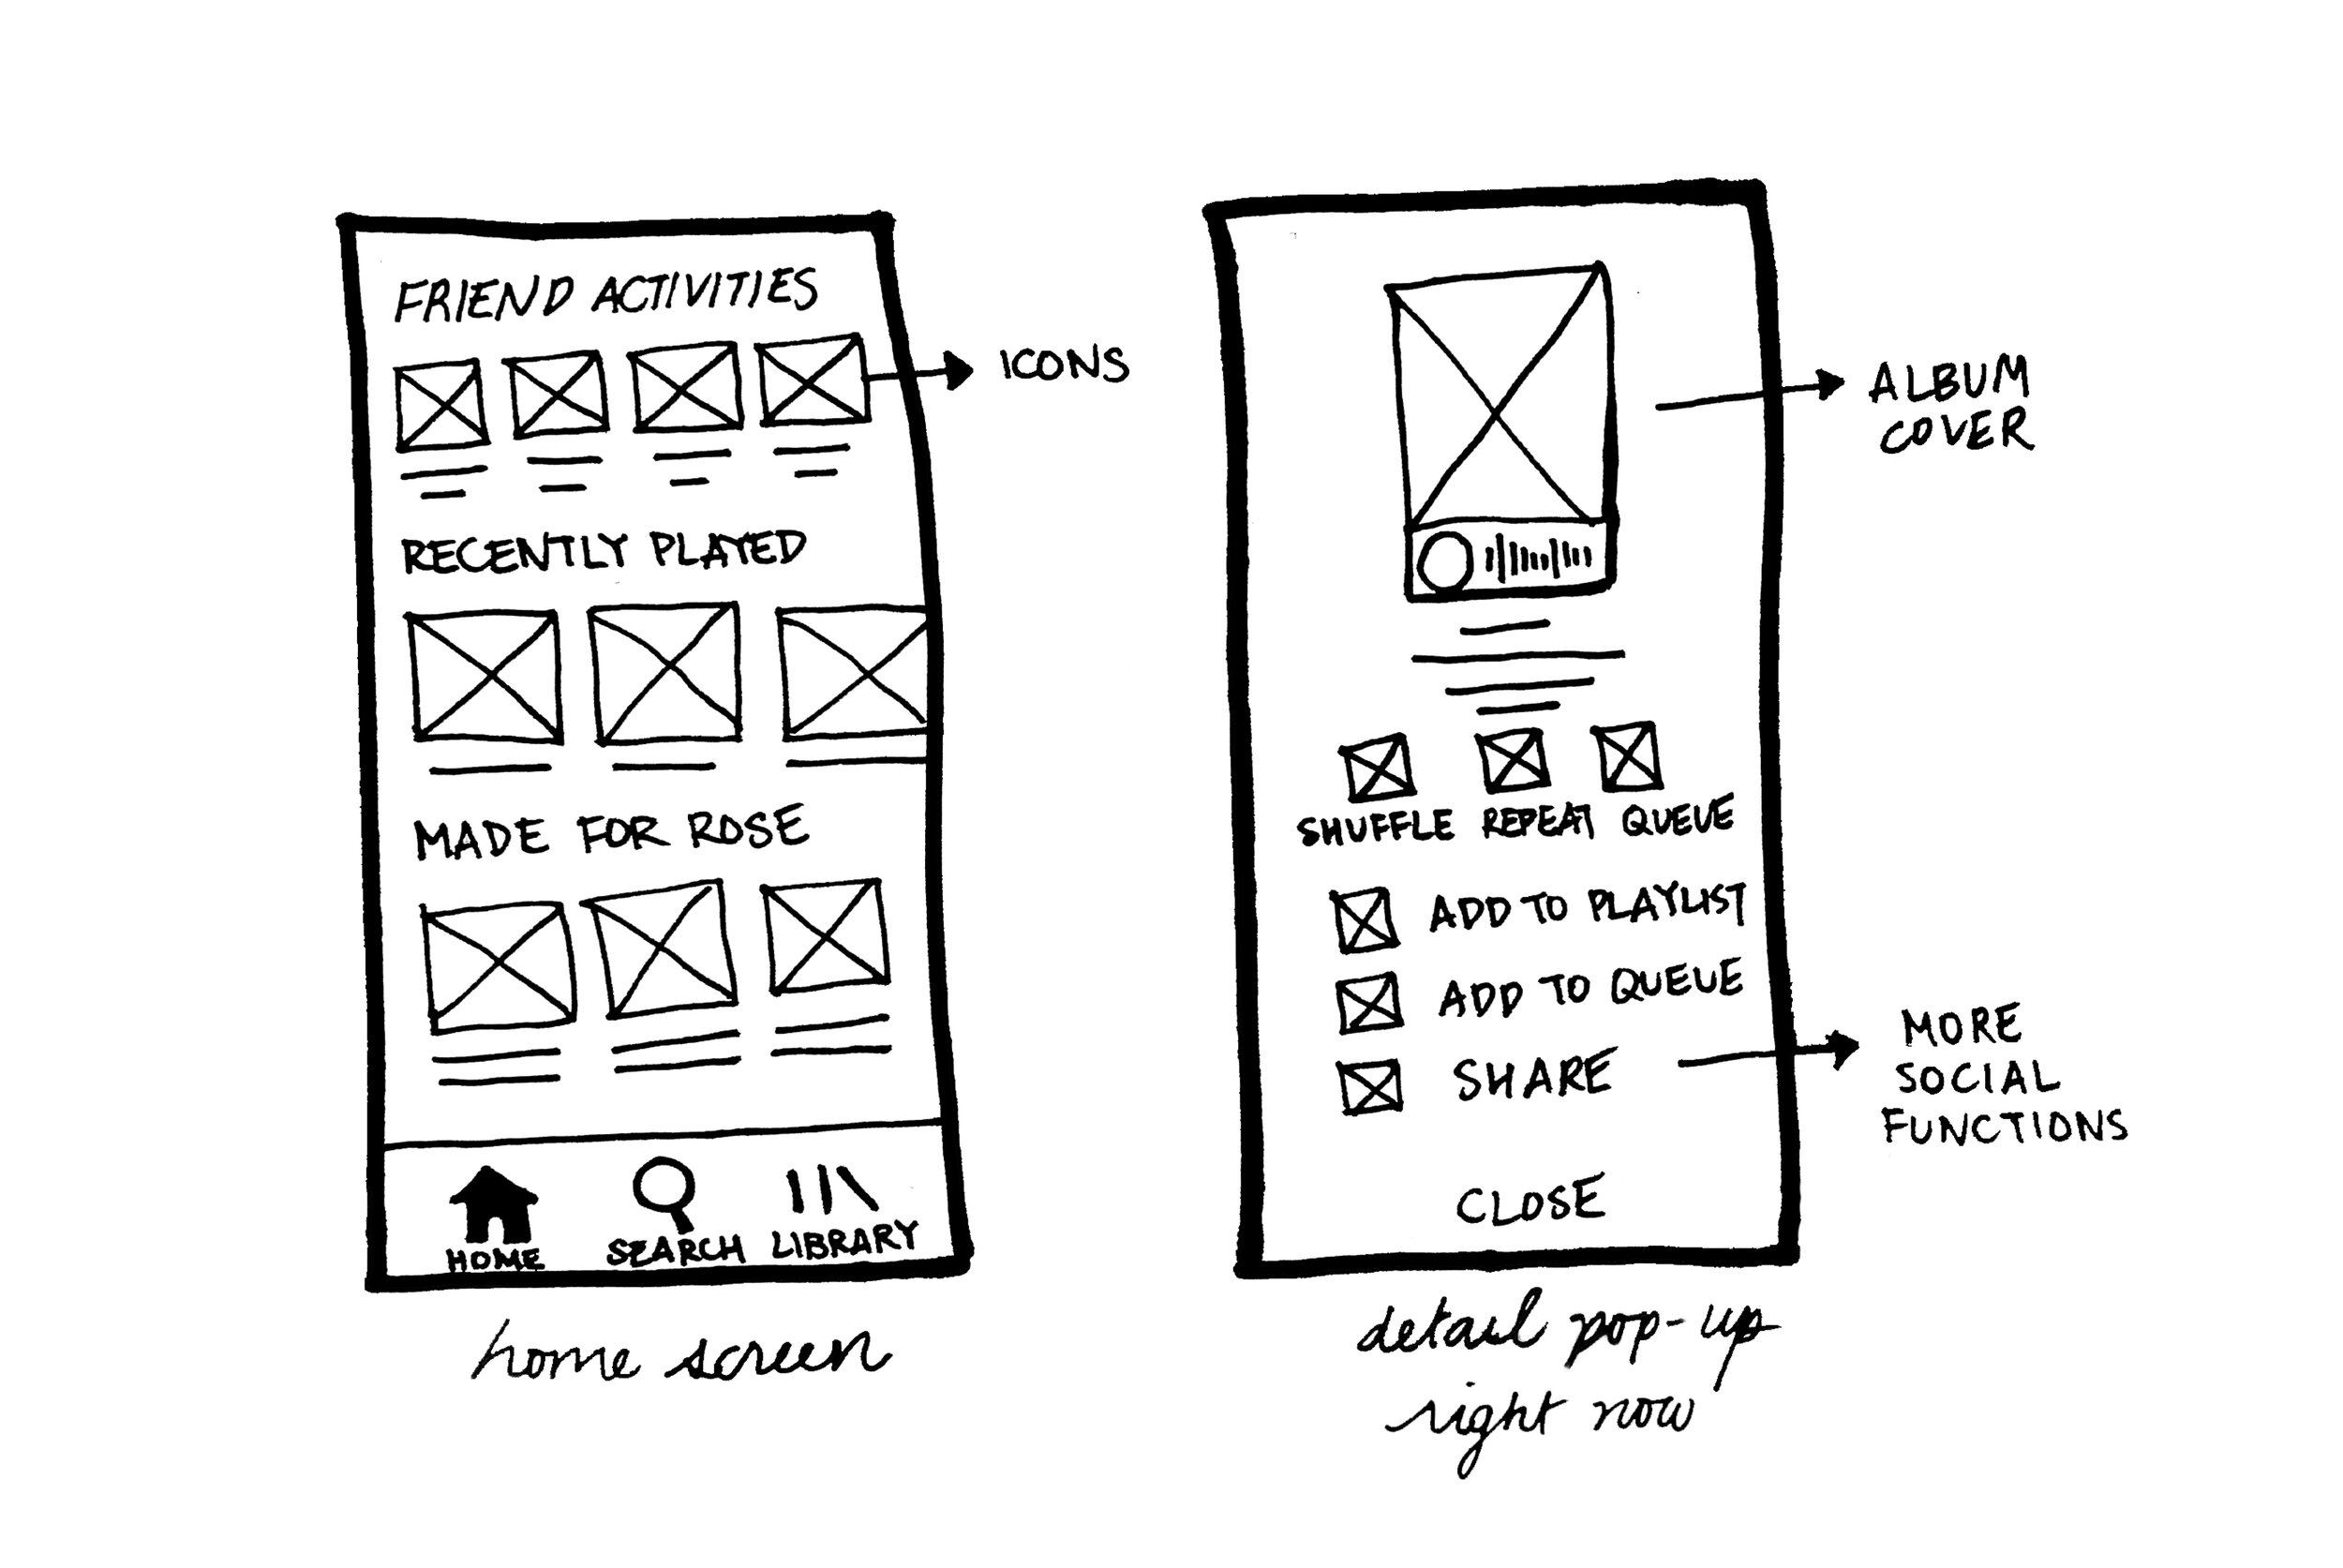 FRIEND ACTIVITIES
ICONS
RECENTLY PLAYED
MADE FOR ROSE
HOME SEARCH LIBRARY
home screen
ALBUM
COVER
SHUFFLE REPEAT QUEUE
ADD TO PLAYLIST
ADD TO QUEUE
SHARE
MORE
SOCIAL
FUNCTIONS
CLOSE
detail pop-up
right now